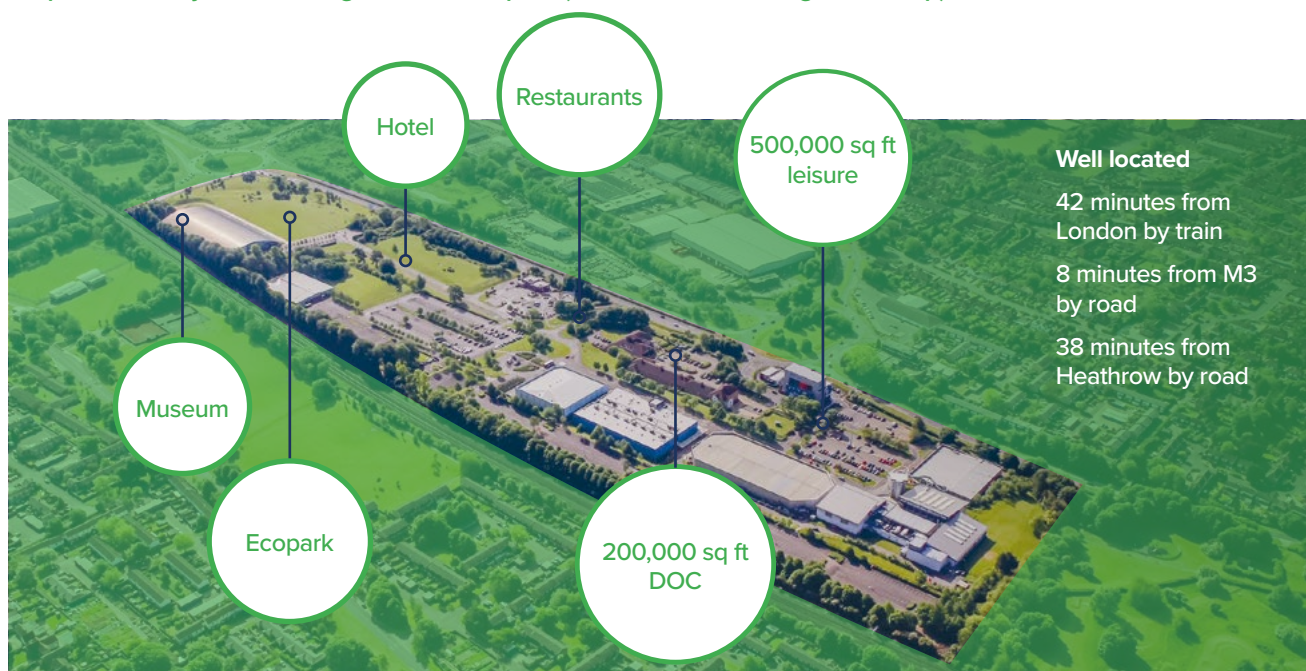 Hotel
Restaurants
500,000 sq ft
leisure
Well located
42 minutes from
London by train
8 minutes from M3
by road
38 minutes from
Heathrow by road
Museum
Ecopark
200,000 sq ft
DOC